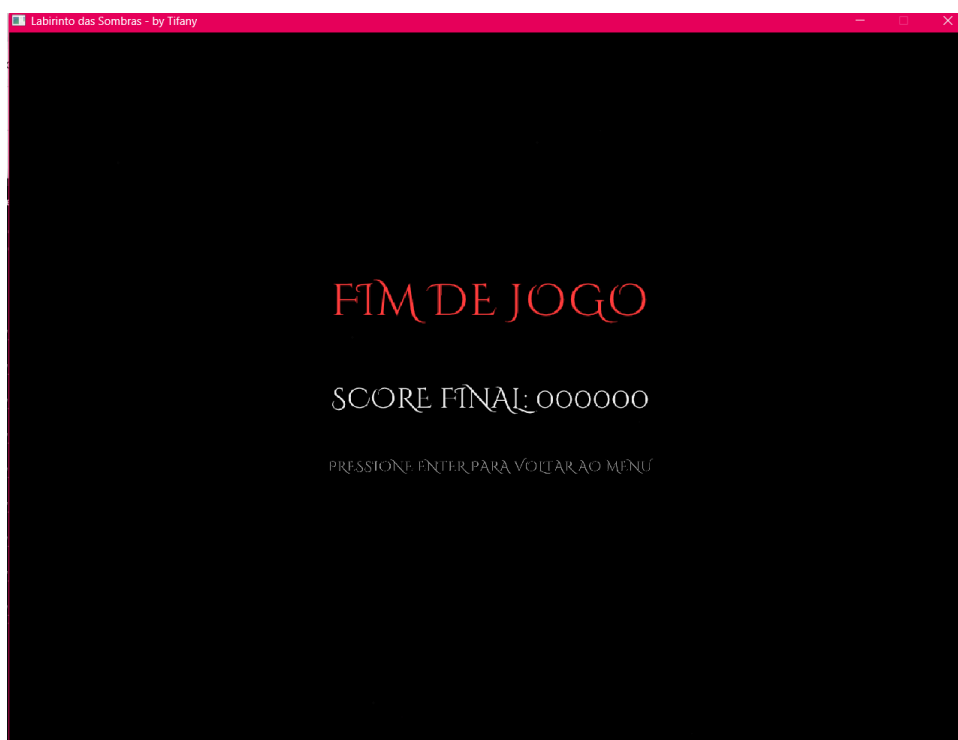 Labirinto das Sombras - by Tifany
FIM DE JOGO
SCORE FINAL: 000000
PRESSIONE ENTER PARA VOLTAR AO MENU